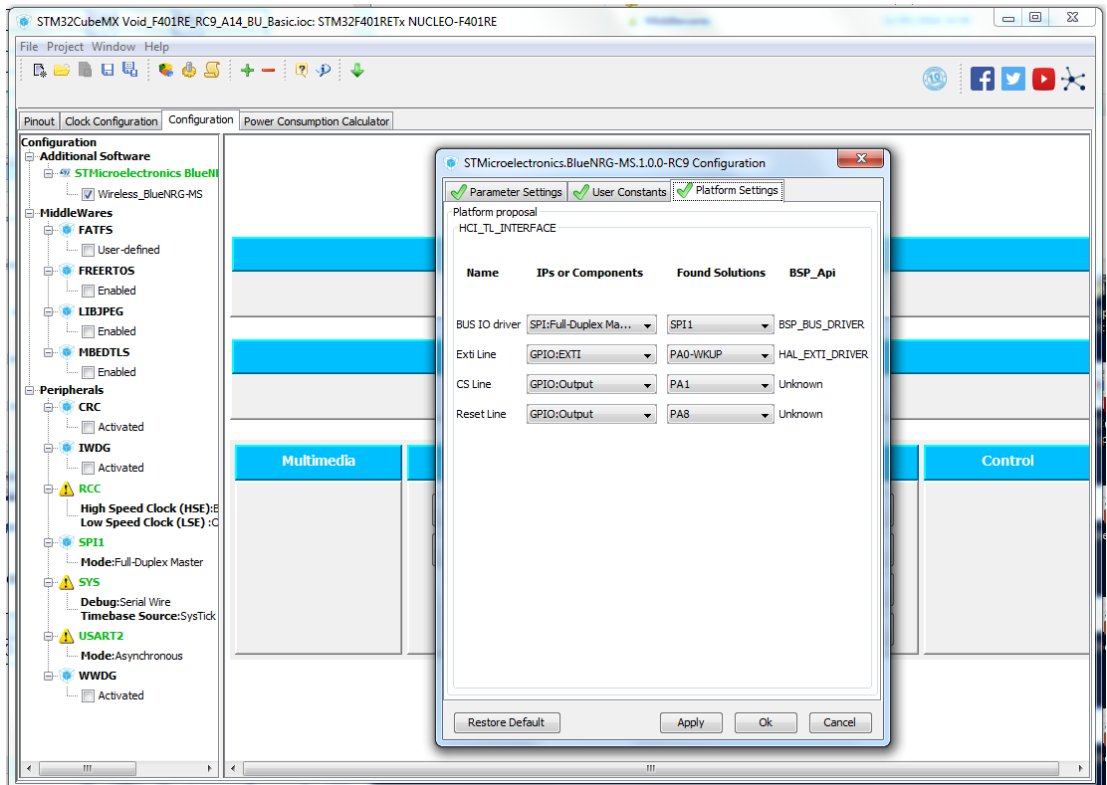 STM32CubeMX Void_F401RE_RC9_A14_BU_Basic.ioc: STM32F401RETx NUCLEO-F401RE
File Project Window Help
Pinout Clock Configuration Configuration Power Consumption Calculator
Configuration
Additional Software
STMicroelectronics BlueN
Wireless_BlueNRG-MS
MiddleWares
FATFS
User-defined
FREERTOS
Enabled
LIBJPEG
Enabled
MBEDTLS
Enabled
Peripherals
CRC
Activated
IWDG
Activated
RCC
High Speed Clock (HSE):
Low Speed Clock (LSE) :
SPI1
Mode:Full-Duplex Master
SYS
Debug:Serial Wire
Timebase Source:SysTick
USART2
Mode:Asynchronous
WWDG
Activated
Multimedia
Control
STMicroelectronics.BlueNRG-MS.1.0.0-RC9 Configuration
Parameter Settings User Constants Platform Settings
Platform proposal
HCI_TL_INTERFACE
Name IPs or Components Found Solutions BSP_Api
BUS IO driver SPI:Full-Duplex Ma... SPI1 BSP_BUS_DRIVER
Exti Line GPIO:EXTI PA0-WKUP HAL_EXTI_DRIVER
CS Line GPIO:Output PA1 Unknown
Reset Line GPIO:Output PA8 Unknown
Restore Default Apply Ok Cancel